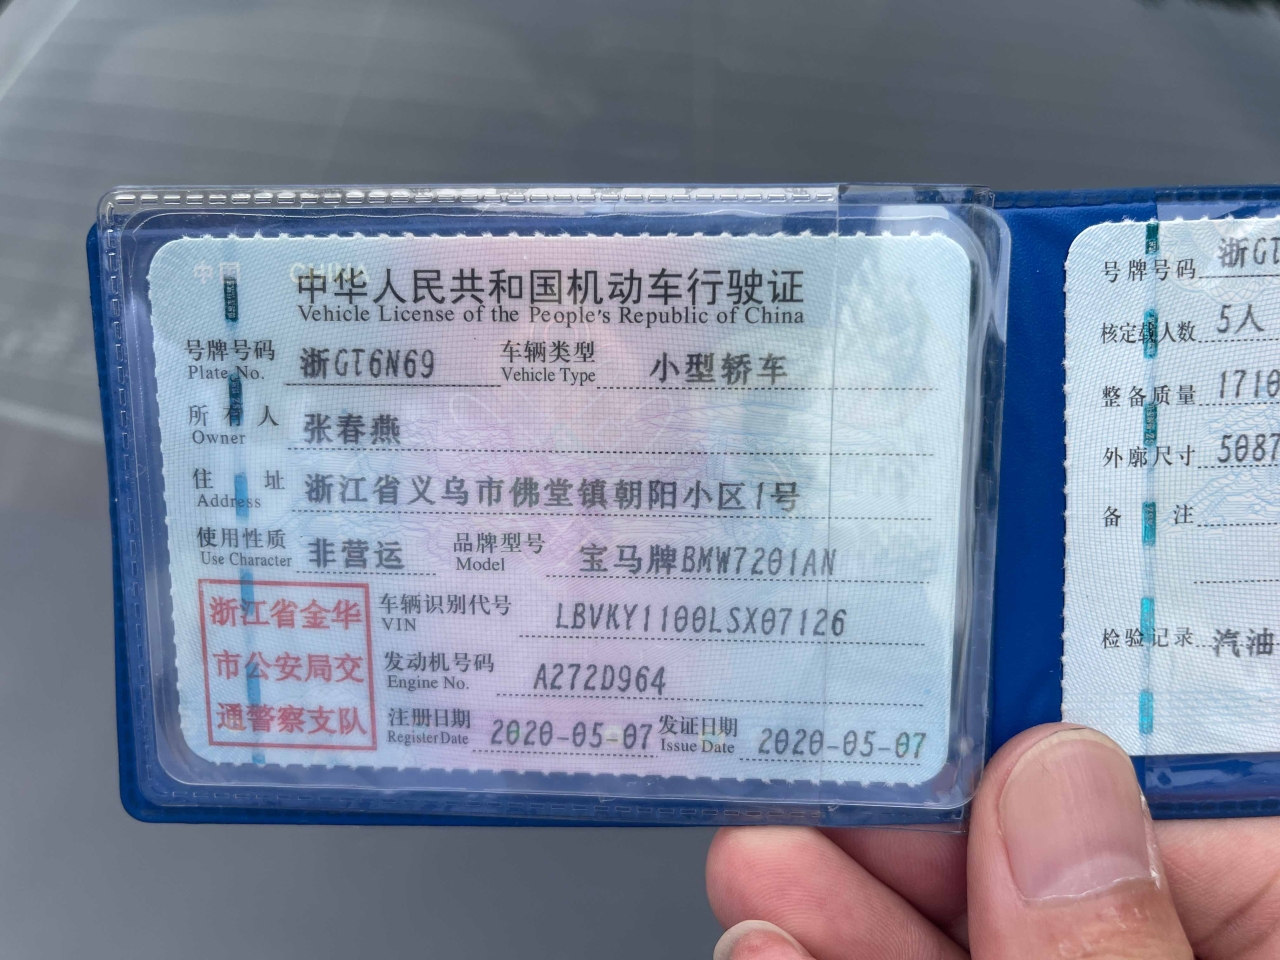 中华人民共和国机动车行驶证
Vehicle License of the People's Republic of China
号牌号码 浙GT6N69 车辆类型 小型轿车
Plate No. Vehicle Type
所有人 张春燕
Owner
住址 浙江省义乌市佛堂镇朝阳小区1号
Address
使用性质 非营运 品牌型号 宝马牌BMW7201AN
Use Character Model
浙江省金华
市公安局交
通警察支队
车辆识别代号 LBVKY1100LSX07126
VIN
发动机号码 A272D964
Engine No.
注册日期 2020-05-07 发证日期 2020-05-07
Register Date Issue Date
号牌号码 浙GT
核定载人数 5人
整备质量 1710
外廓尺寸 5087
备注
检验记录 汽油